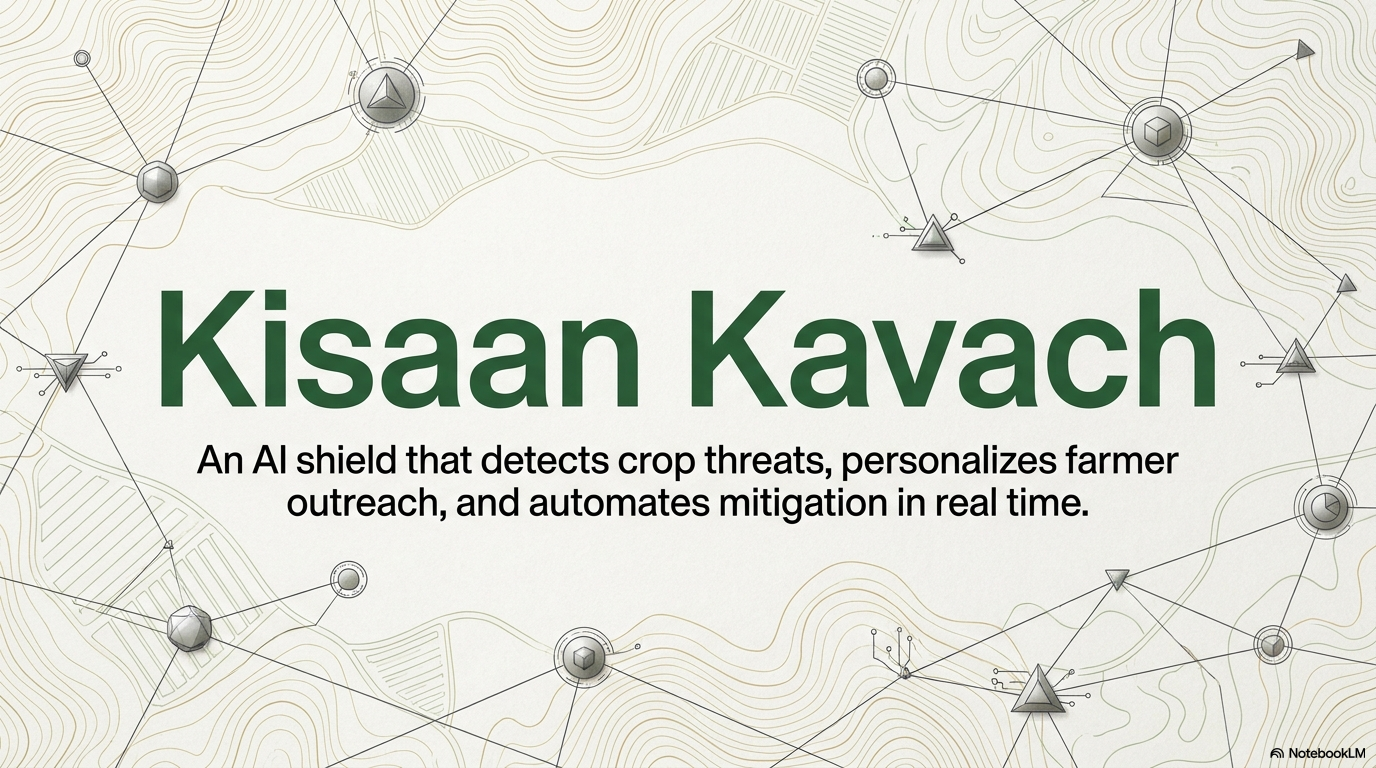 Kisaan Kavach
An AI shield that detects crop threats, personalizes farmer
outreach, and automates mitigation in real time.
NotebookLM